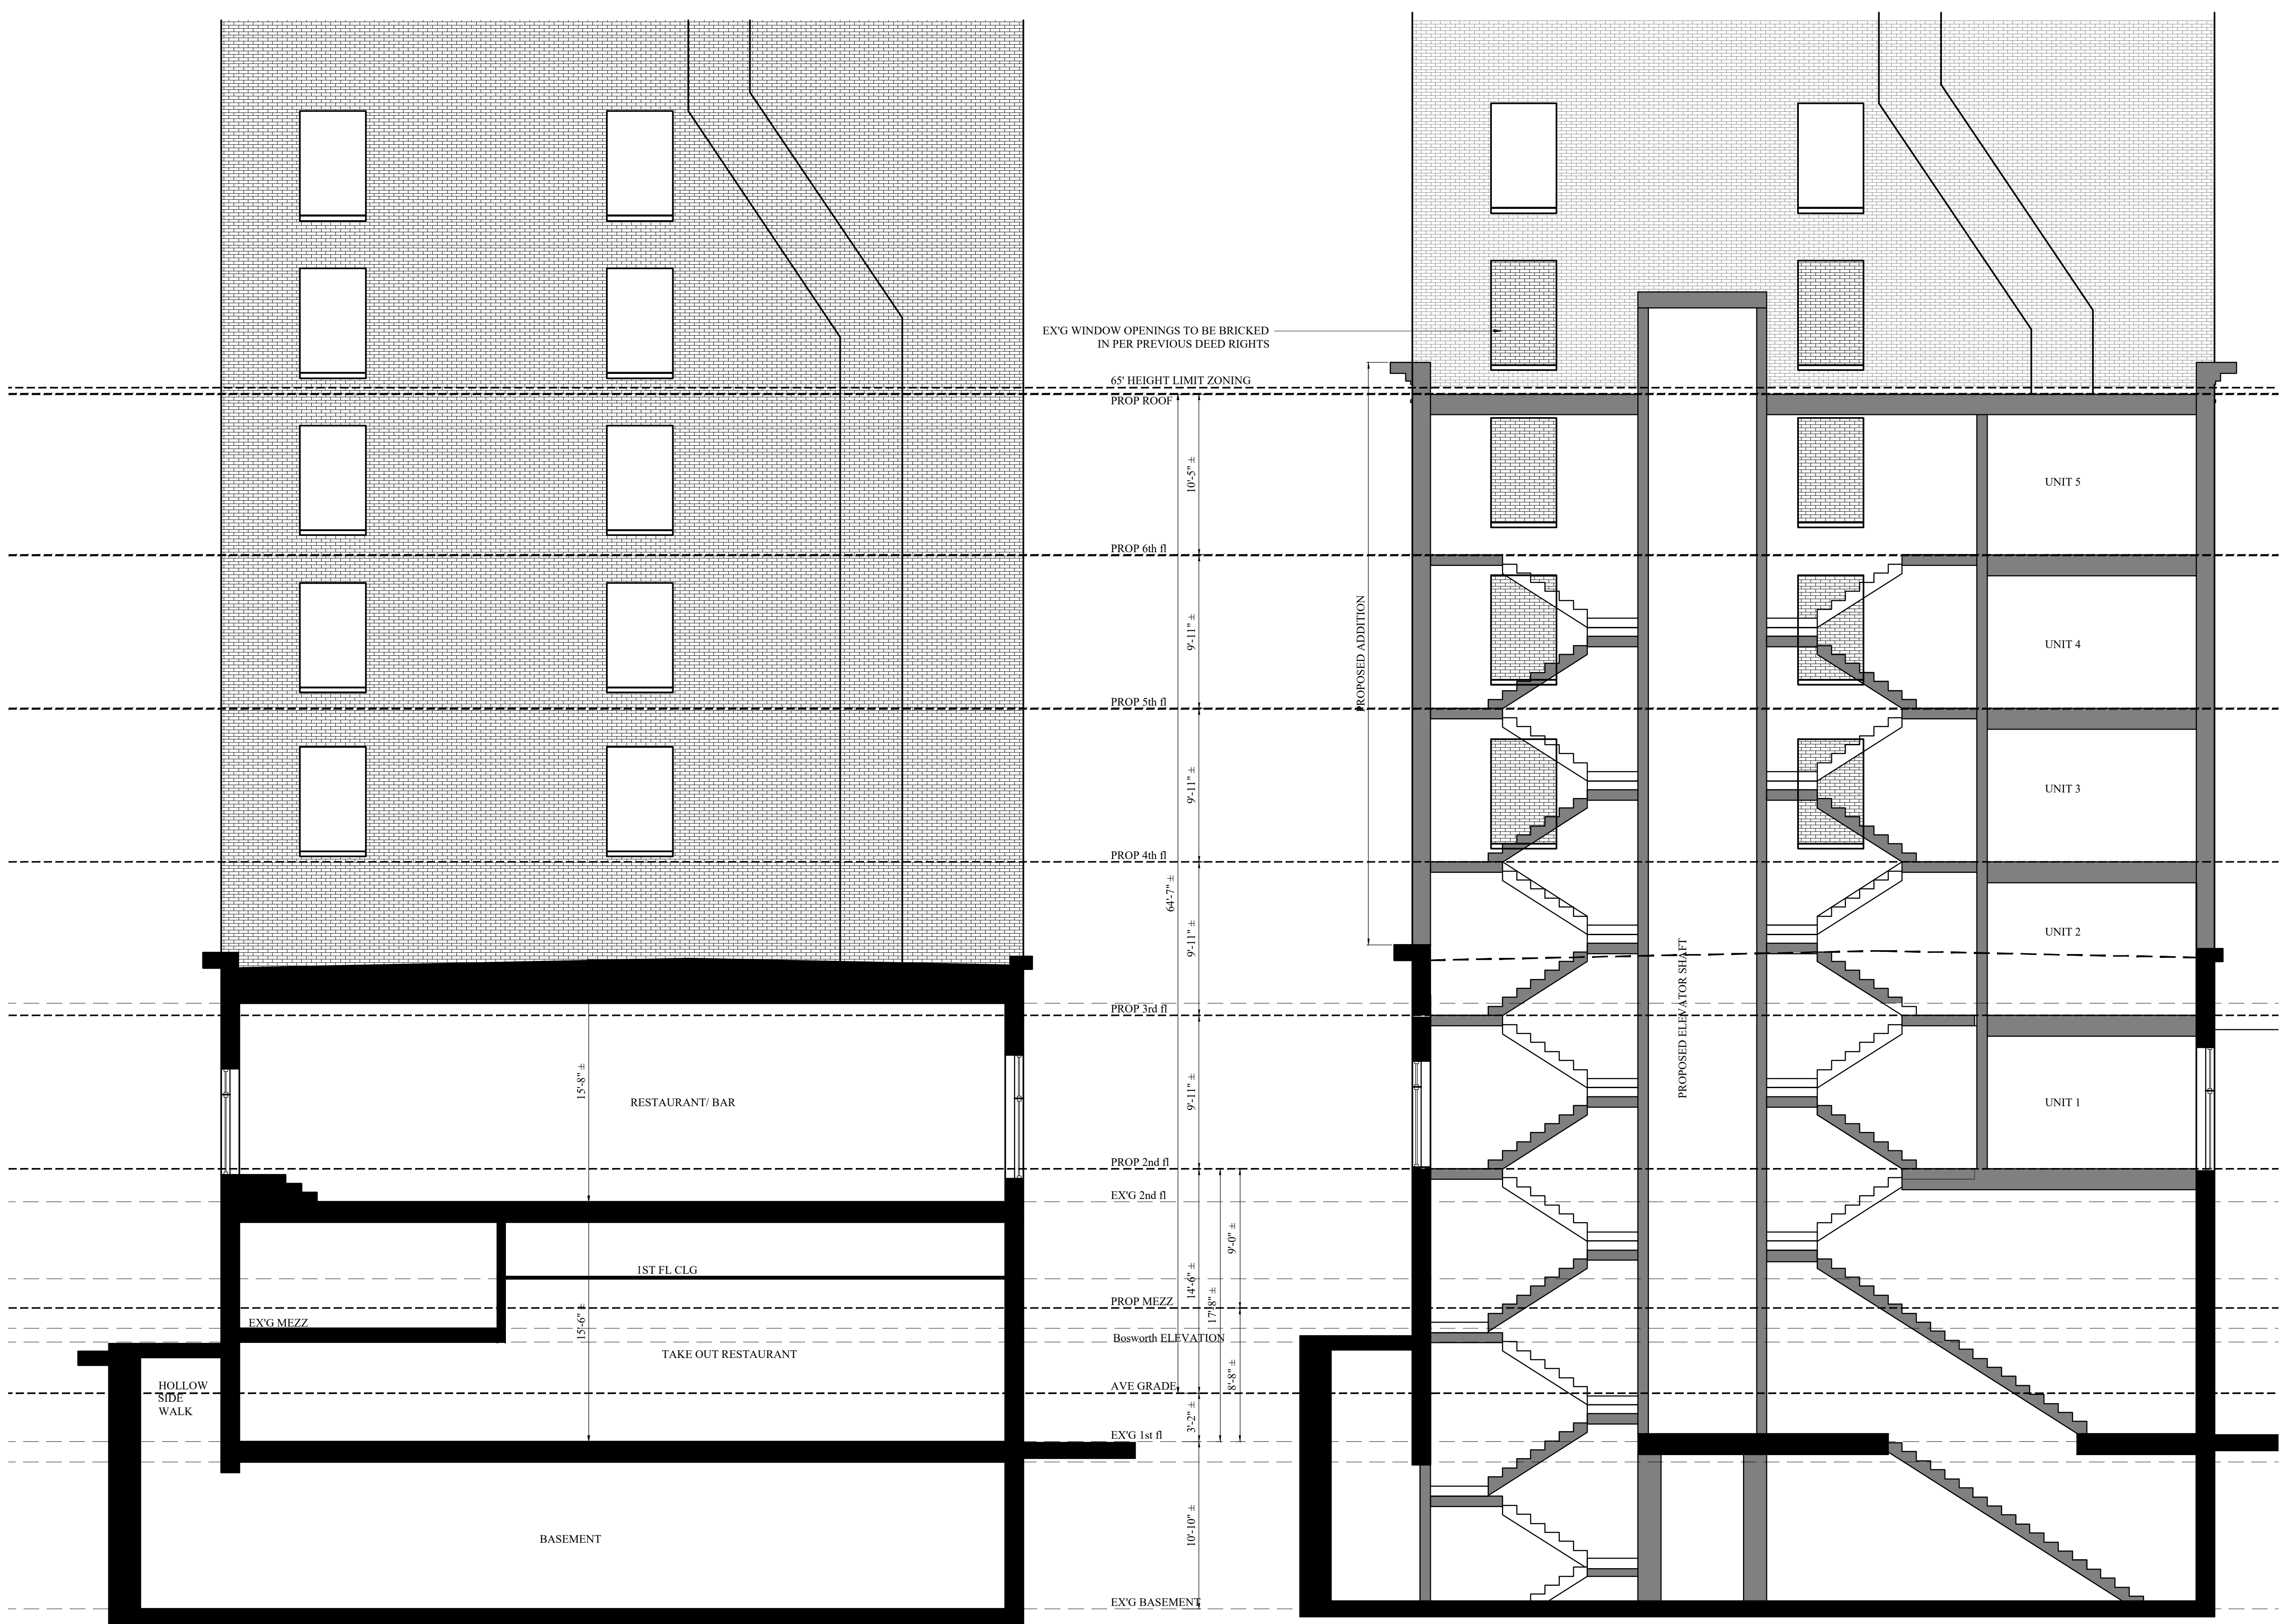 EX'G WINDOW OPENINGS TO BE BRICKED
IN PER PREVIOUS DEED RIGHTS
65' HEIGHT LIMIT ZONING
PROP ROOF
10'-5" ±
UNIT 5
PROP 6th fl
9'-11" ±
PROPOSED ADDITION
UNIT 4
PROP 5th fl
9'-11" ±
UNIT 3
PROP 4th fl
64'-7" ±
9'-11" ±
UNIT 2
PROPOSED ELEVATOR SHAFT
PROP 3rd fl
15'-8" ±
RESTAURANT/ BAR
9'-11" ±
UNIT 1
PROP 2nd fl
EX'G 2nd fl
9'-0" ±
1ST FL CLG
14'-6" ±
17'-8" ±
PROP MEZZ
EX'G MEZZ
15'-6" ±
Bosworth ELEVATION
TAKE OUT RESTAURANT
8'-8" ±
HOLLOW
SIDE
WALK
AVE GRADE
3'-2" ±
EX'G 1st fl
10'-10" ±
BASEMENT
EX'G BASEMENT